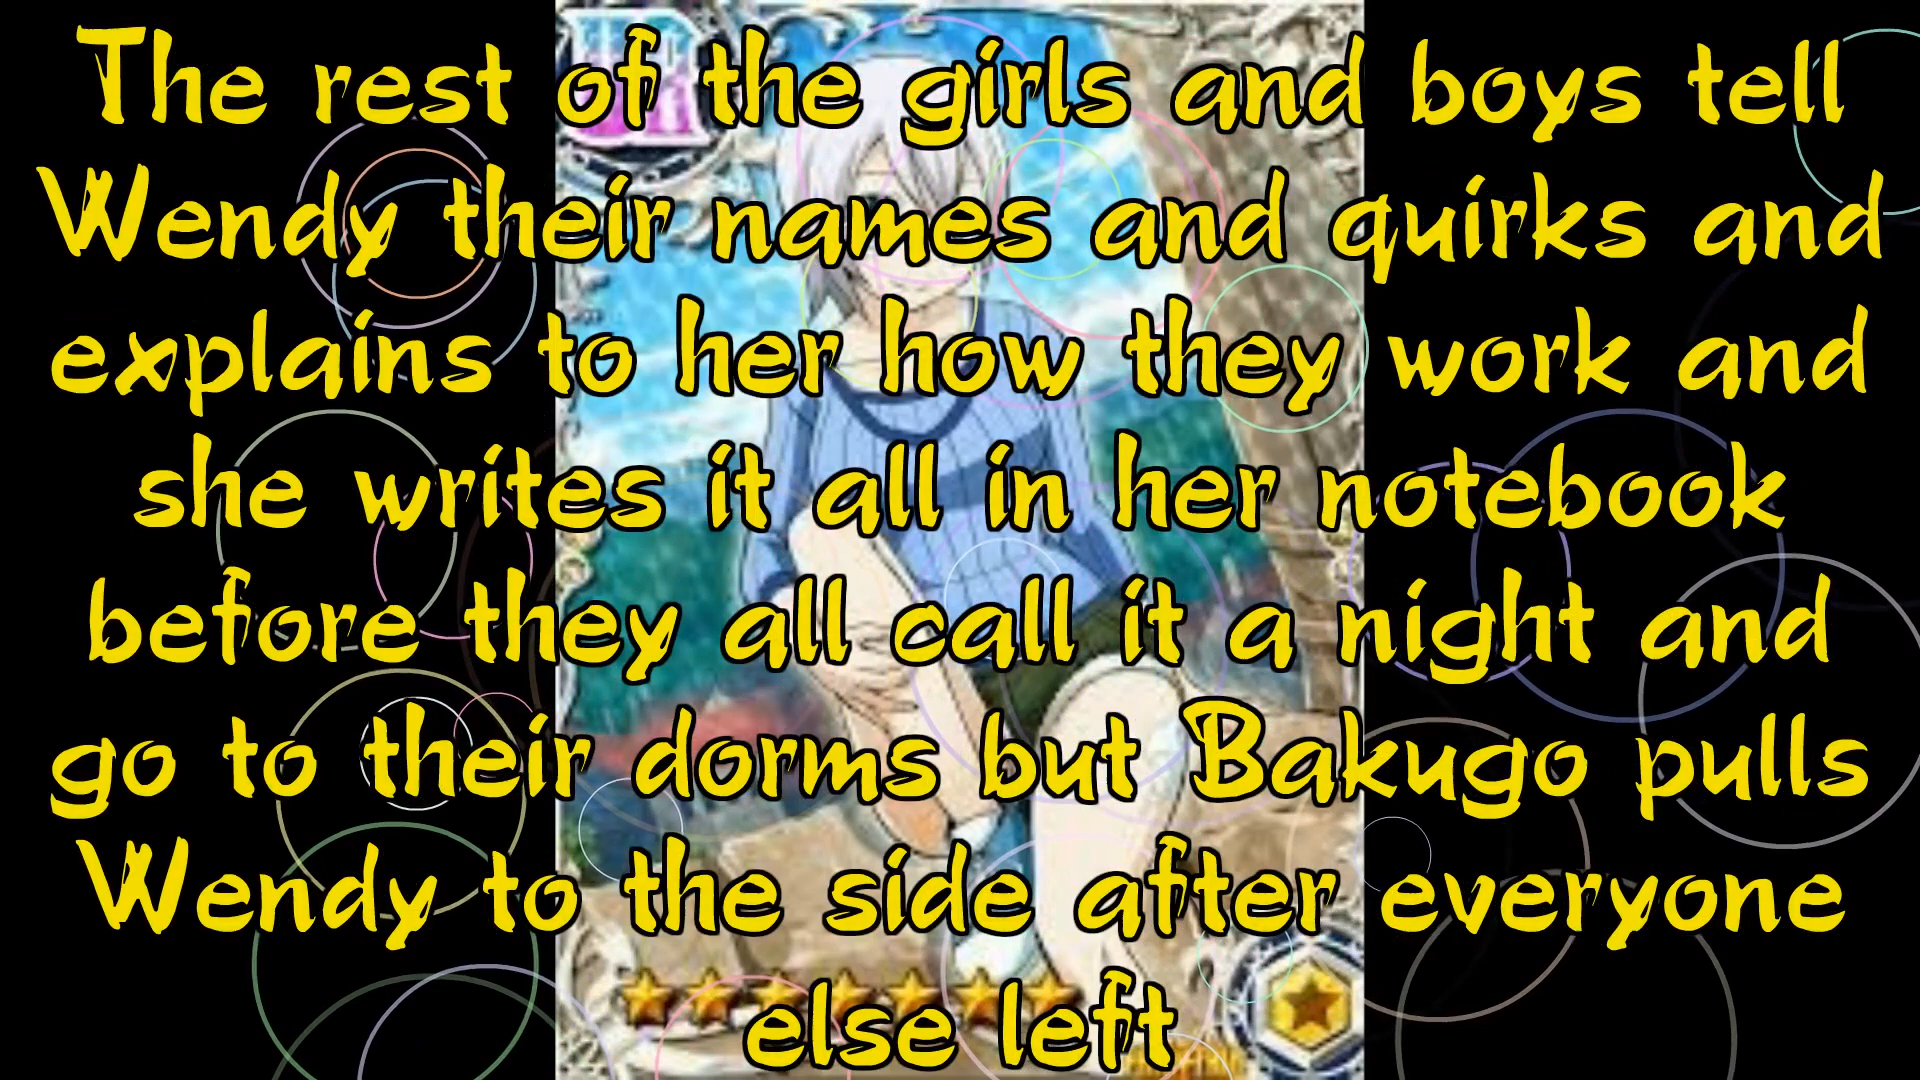 The rest of the girls and boys tell
Wendy their names and quirks and
explains to her how they work and
she writes it all in her notebook
before they all call it a night and
go to their dorms but Bakugo pulls
Wendy to the side after everyone
else left